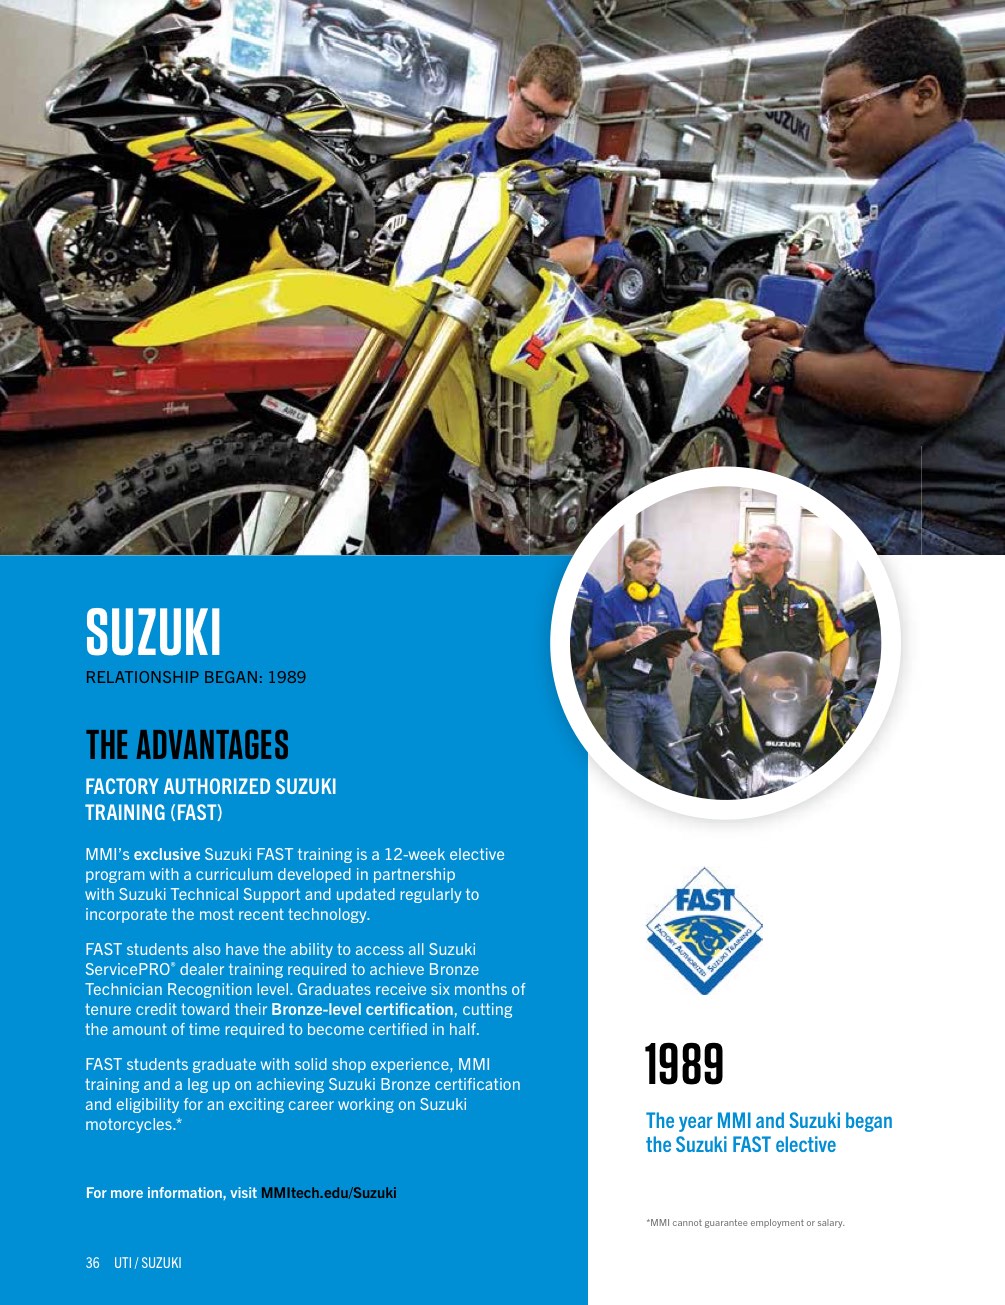 SUZUKI
SUZUKI
SUZUKI
RELATIONSHIP BEGAN: 1989
THE ADVANTAGES
FACTORY AUTHORIZED SUZUKI
TRAINING (FAST)
MMI’s exclusive Suzuki FAST training is a 12-week elective
program with a curriculum developed in partnership
with Suzuki Technical Support and updated regularly to
incorporate the most recent technology.
FAST students also have the ability to access all Suzuki
ServicePRO® dealer training required to achieve Bronze
Technician Recognition level. Graduates receive six months of
tenure credit toward their Bronze-level certification, cutting
the amount of time required to become certified in half.
FAST students graduate with solid shop experience, MMI
training and a leg up on achieving Suzuki Bronze certification
and eligibility for an exciting career working on Suzuki
motorcycles.*
For more information, visit MMItech.edu/Suzuki
FAST
FACTORY AUTHORIZED
SUZUKI TRAINING
1989
The year MMI and Suzuki began
the Suzuki FAST elective
*MMI cannot guarantee employment or salary.
36 UTI / SUZUKI